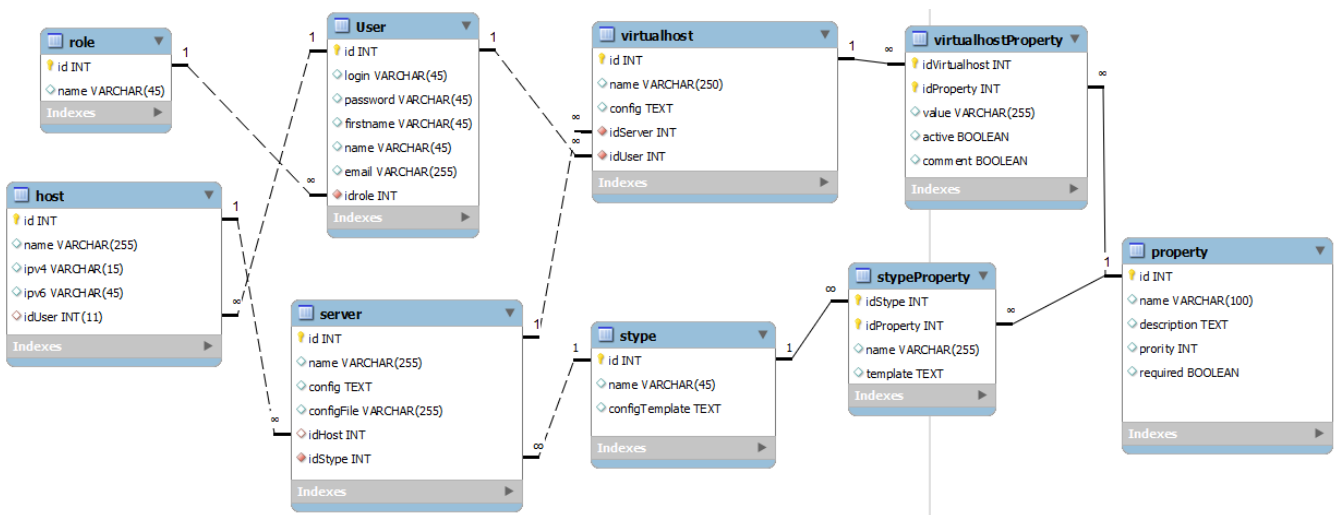 role
id INT
name VARCHAR(45)
Indexes
1
∞
User
id INT
login VARCHAR(45)
password VARCHAR(45)
firstname VARCHAR(45)
name VARCHAR(45)
email VARCHAR(255)
idrole INT
Indexes
1
1
∞
virtualhost
id INT
name VARCHAR(250)
config TEXT
idServer INT
idUser INT
Indexes
∞
∞
1
∞
virtualhostProperty
idVirtualhost INT
idProperty INT
value VARCHAR(255)
active BOOLEAN
comment BOOLEAN
Indexes
∞
host
id INT
name VARCHAR(255)
ipv4 VARCHAR(15)
ipv6 VARCHAR(45)
idUser INT(11)
Indexes
1
server
id INT
name VARCHAR(255)
config TEXT
configFile VARCHAR(255)
idHost INT
idStype INT
Indexes
∞
1
∞
1
stype
id INT
name VARCHAR(45)
configTemplate TEXT
Indexes
1
∞
stypeProperty
idStype INT
idProperty INT
name VARCHAR(255)
template TEXT
Indexes
∞
1
property
id INT
name VARCHAR(100)
description TEXT
prority INT
required BOOLEAN
Indexes